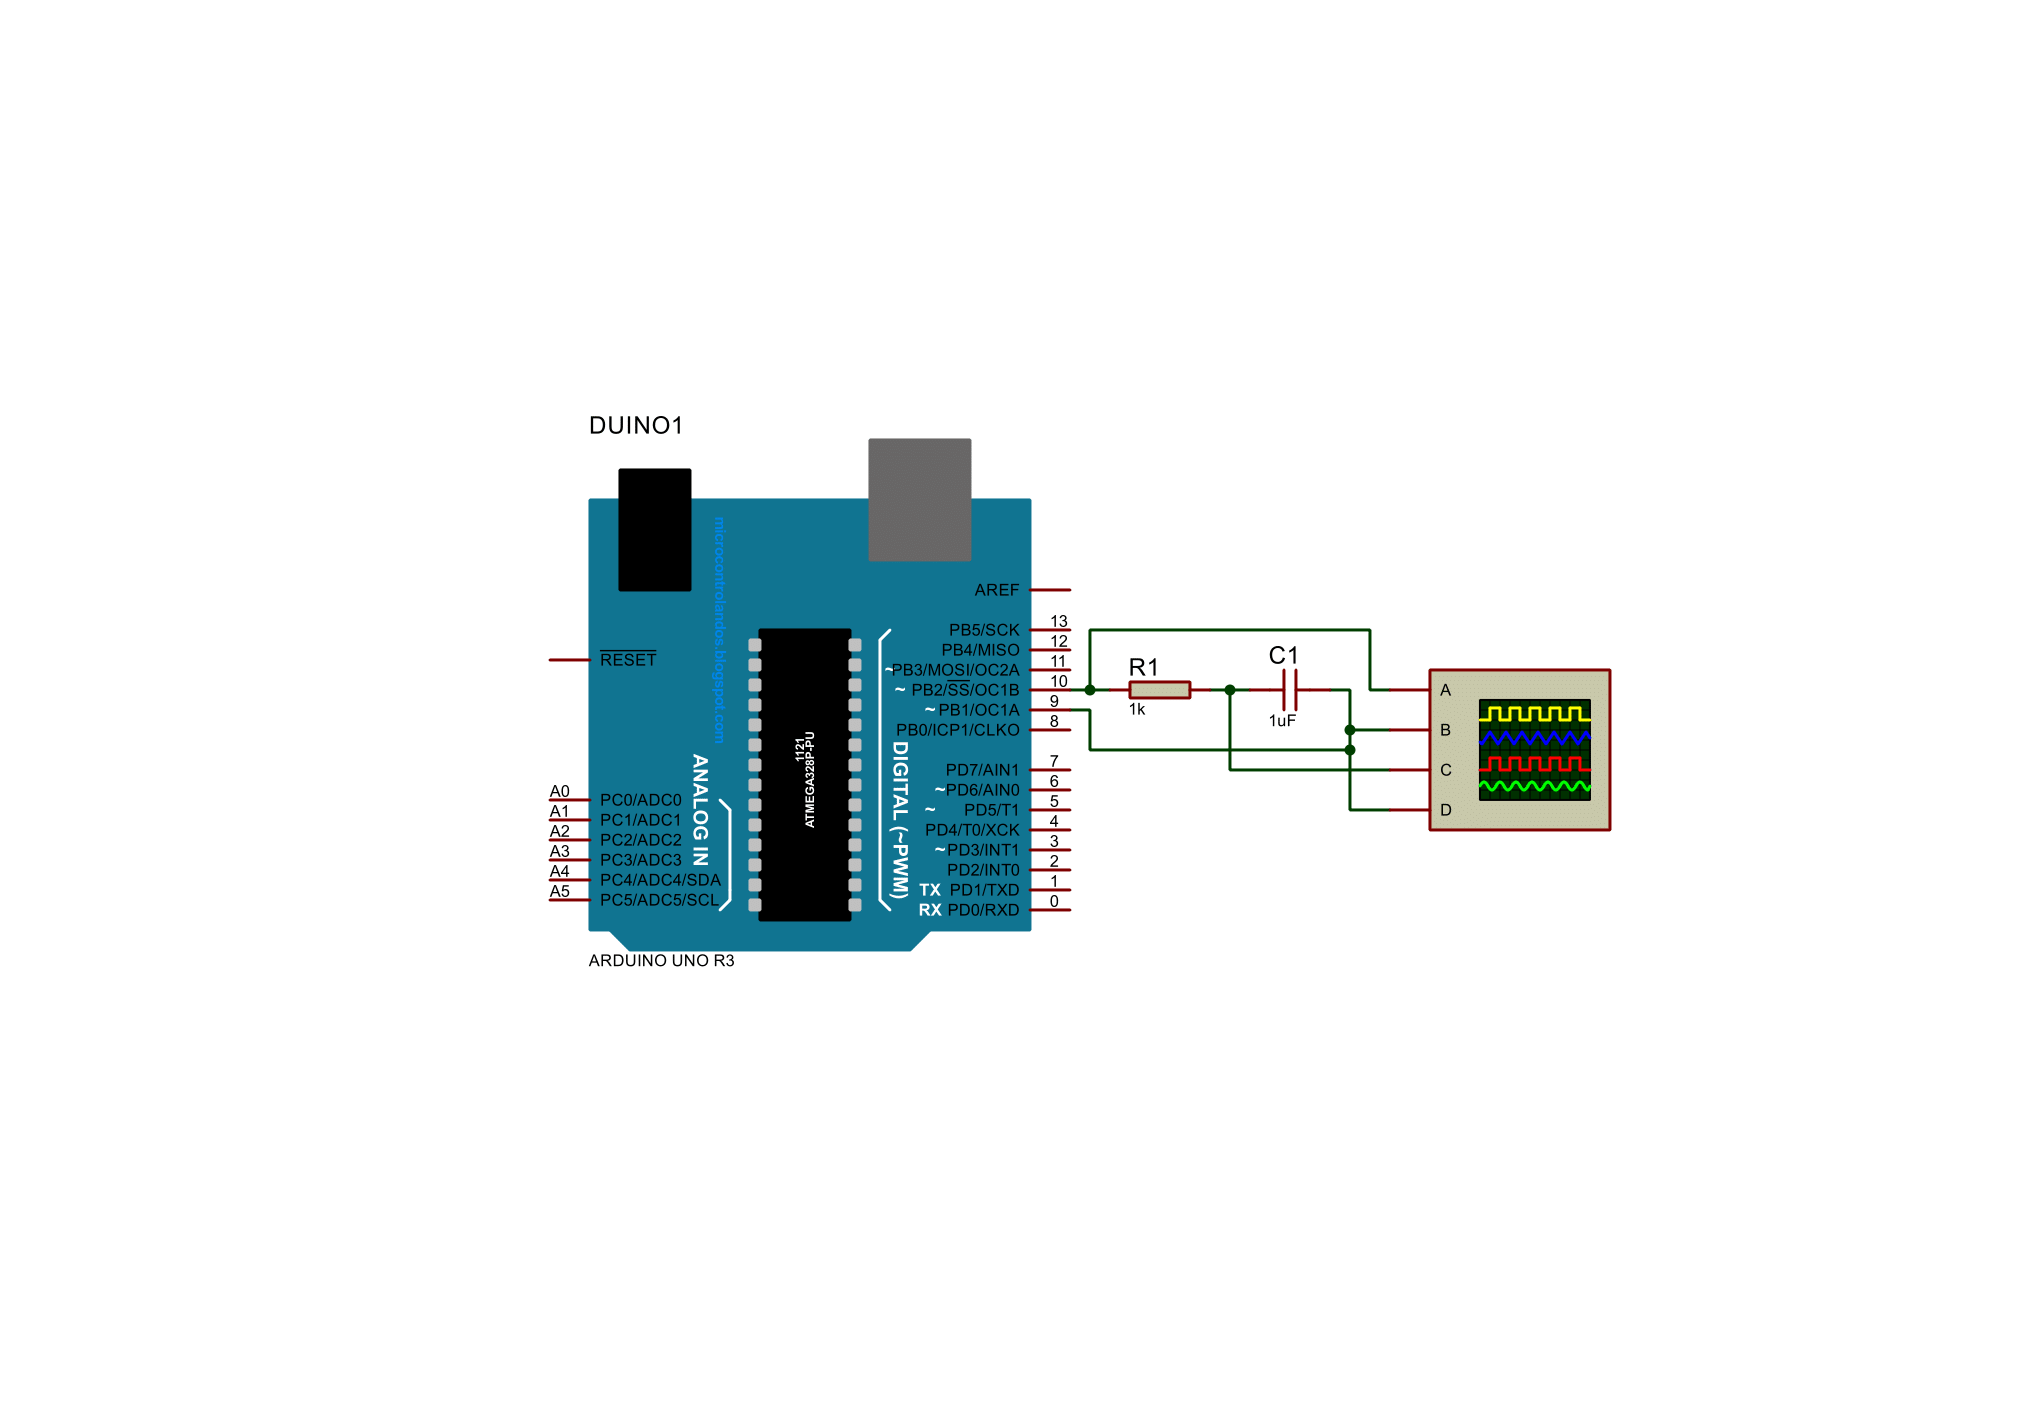 DUINO1
microcontrolandos.blogspot.com
AREF
RESET
PB5/SCK 13
PB4/MISO 12
~PB3/MOSI/OC2A 11
~ PB2/SS/OC1B 10
~ PB1/OC1A 9
PB0/ICP1/CLKO 8
PD7/AIN1 7
~PD6/AIN0 6
~ PD5/T1 5
PD4/T0/XCK 4
~PD3/INT1 3
PD2/INT0 2
TX PD1/TXD 1
RX PD0/RXD 0
DIGITAL (~PWM)
1121
ATMEGA328P-PU
ANALOG IN
A0 PC0/ADC0
A1 PC1/ADC1
A2 PC2/ADC2
A3 PC3/ADC3
A4 PC4/ADC4/SDA
A5 PC5/ADC5/SCL
ARDUINO UNO R3
R1
1k
C1
1uF
A
B
C
D